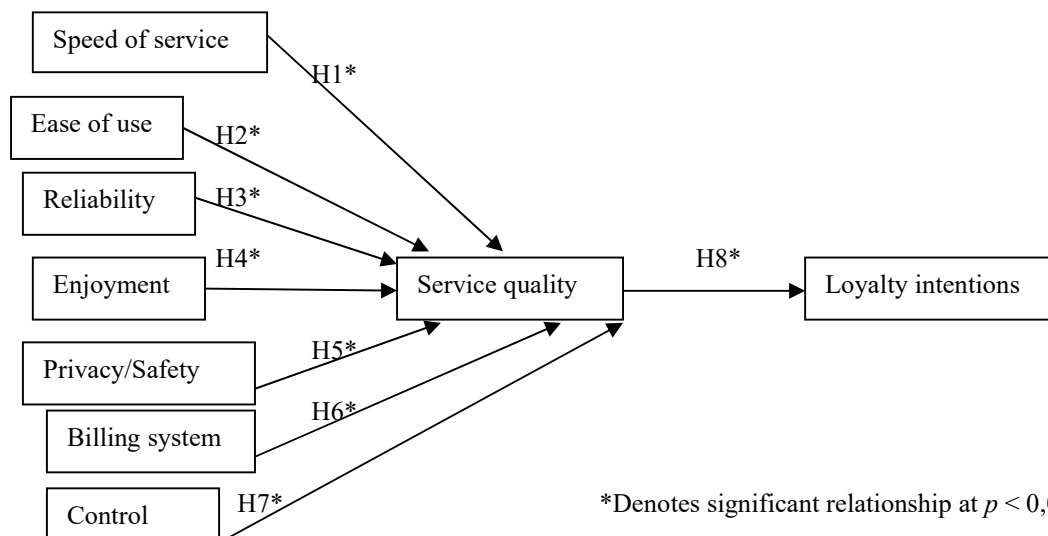 Speed of service
H1*
Ease of use
H2*
Reliability
H3*
Enjoyment
H4*
Service quality
H8*
Loyalty intentions
Privacy/Safety
H5*
Billing system
H6*
Control
H7*
*Denotes significant relationship at p < 0,